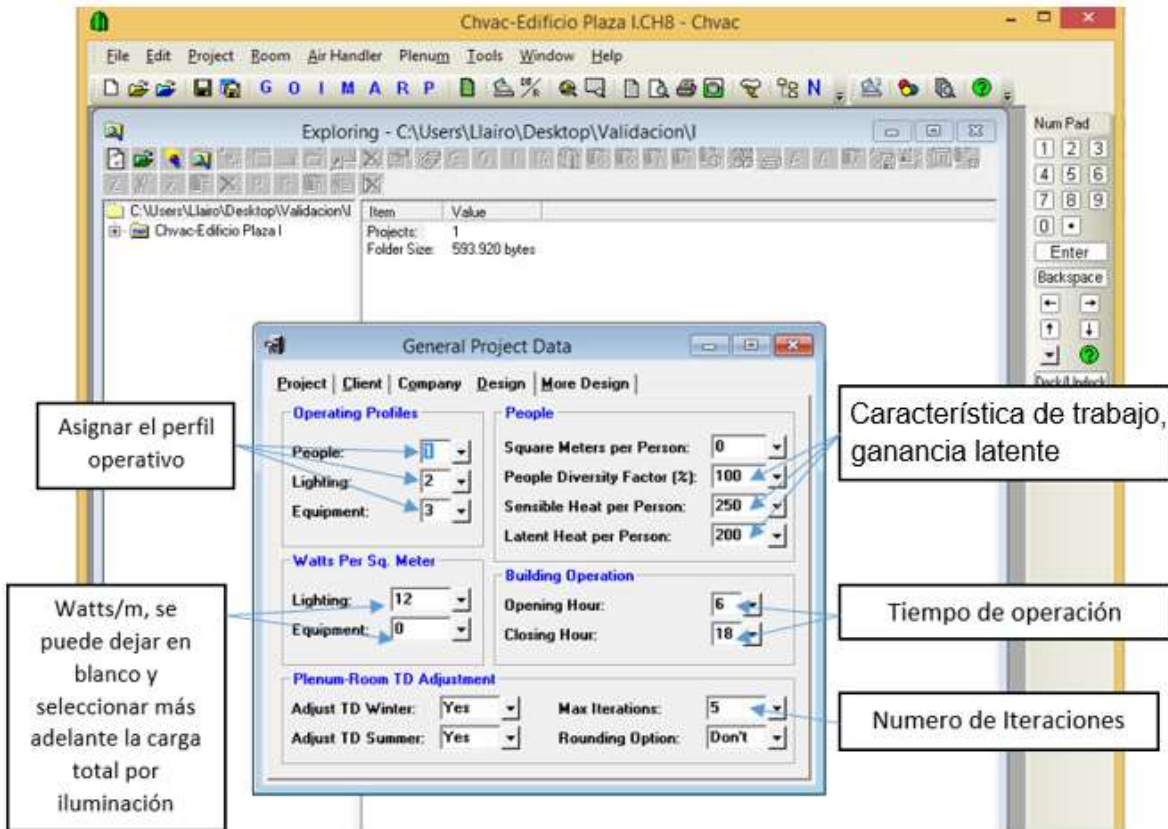 Chvac-Edificio Plaza I.CH8 - Chvac
File Edit Project Room Air Handler Plenum Tools Window Help
G O I M A R P
N
Exploring - C:\Users\Llairo\Desktop\Validacion\I
Num Pad
1 2 3
4 5 6
7 8 9
0 •
Enter
Backspace
C:\Users\Llairo\Desktop\Validacion\I
Chvac-Edificio Plaza I
Item Value
Projects: 1
Folder Size: 593.920 bytes
Dock/Undock
General Project Data
Project Client Company Design More Design
Operating Profiles
People: 1
Lighting: 2
Equipment: 3
People
Square Meters per Person: 0
People Diversity Factor (%): 100
Sensible Heat per Person: 250
Latent Heat per Person: 200
Watts Per Sq. Meter
Lighting: 12
Equipment: 0
Building Operation
Opening Hour: 6
Closing Hour: 18
Plenum-Room TD Adjustment
Adjust TD Winter: Yes Max Iterations: 5
Adjust TD Summer: Yes Rounding Option: Don't
Asignar el perfil
operativo
Watts/m, se
puede dejar en
blanco y
seleccionar más
adelante la carga
total por
iluminación
Característica de trabajo,
ganancia latente
Tiempo de operación
Numero de Iteraciones